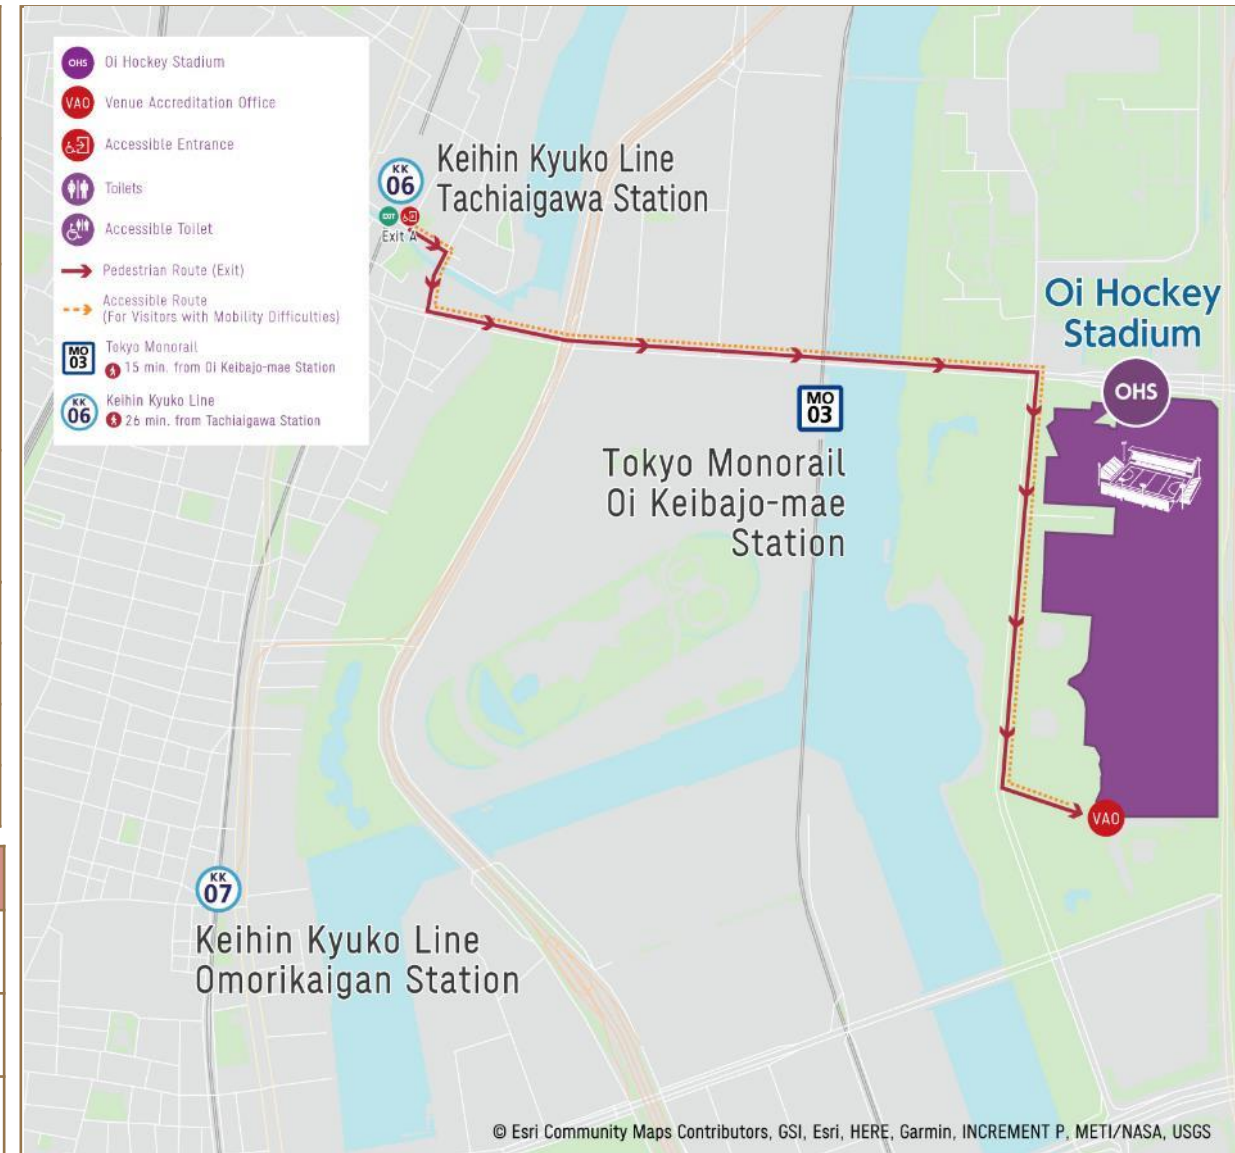 OHS Oi Hockey Stadium
VAO Venue Accreditation Office
Accessible Entrance
Toilets
Accessible Toilet
Pedestrian Route (Exit)
Accessible Route
(For Visitors with Mobility Difficulties)
MO
03
Tokyo Monorail
15 min. from Oi Keibajo-mae Station
KK
06
Keihin Kyuko Line
26 min. from Tachiaigawa Station
KK
06
Keihin Kyuko Line
Tachiaigawa Station
EXIT
Exit A
Oi Hockey
Stadium
OHS
MO
03
Tokyo Monorail
Oi Keibajo-mae
Station
VAO
KK
07
Keihin Kyuko Line
Omorikaigan Station
© Esri Community Maps Contributors, GSI, Esri, HERE, Garmin, INCREMENT P, METI/NASA, USGS